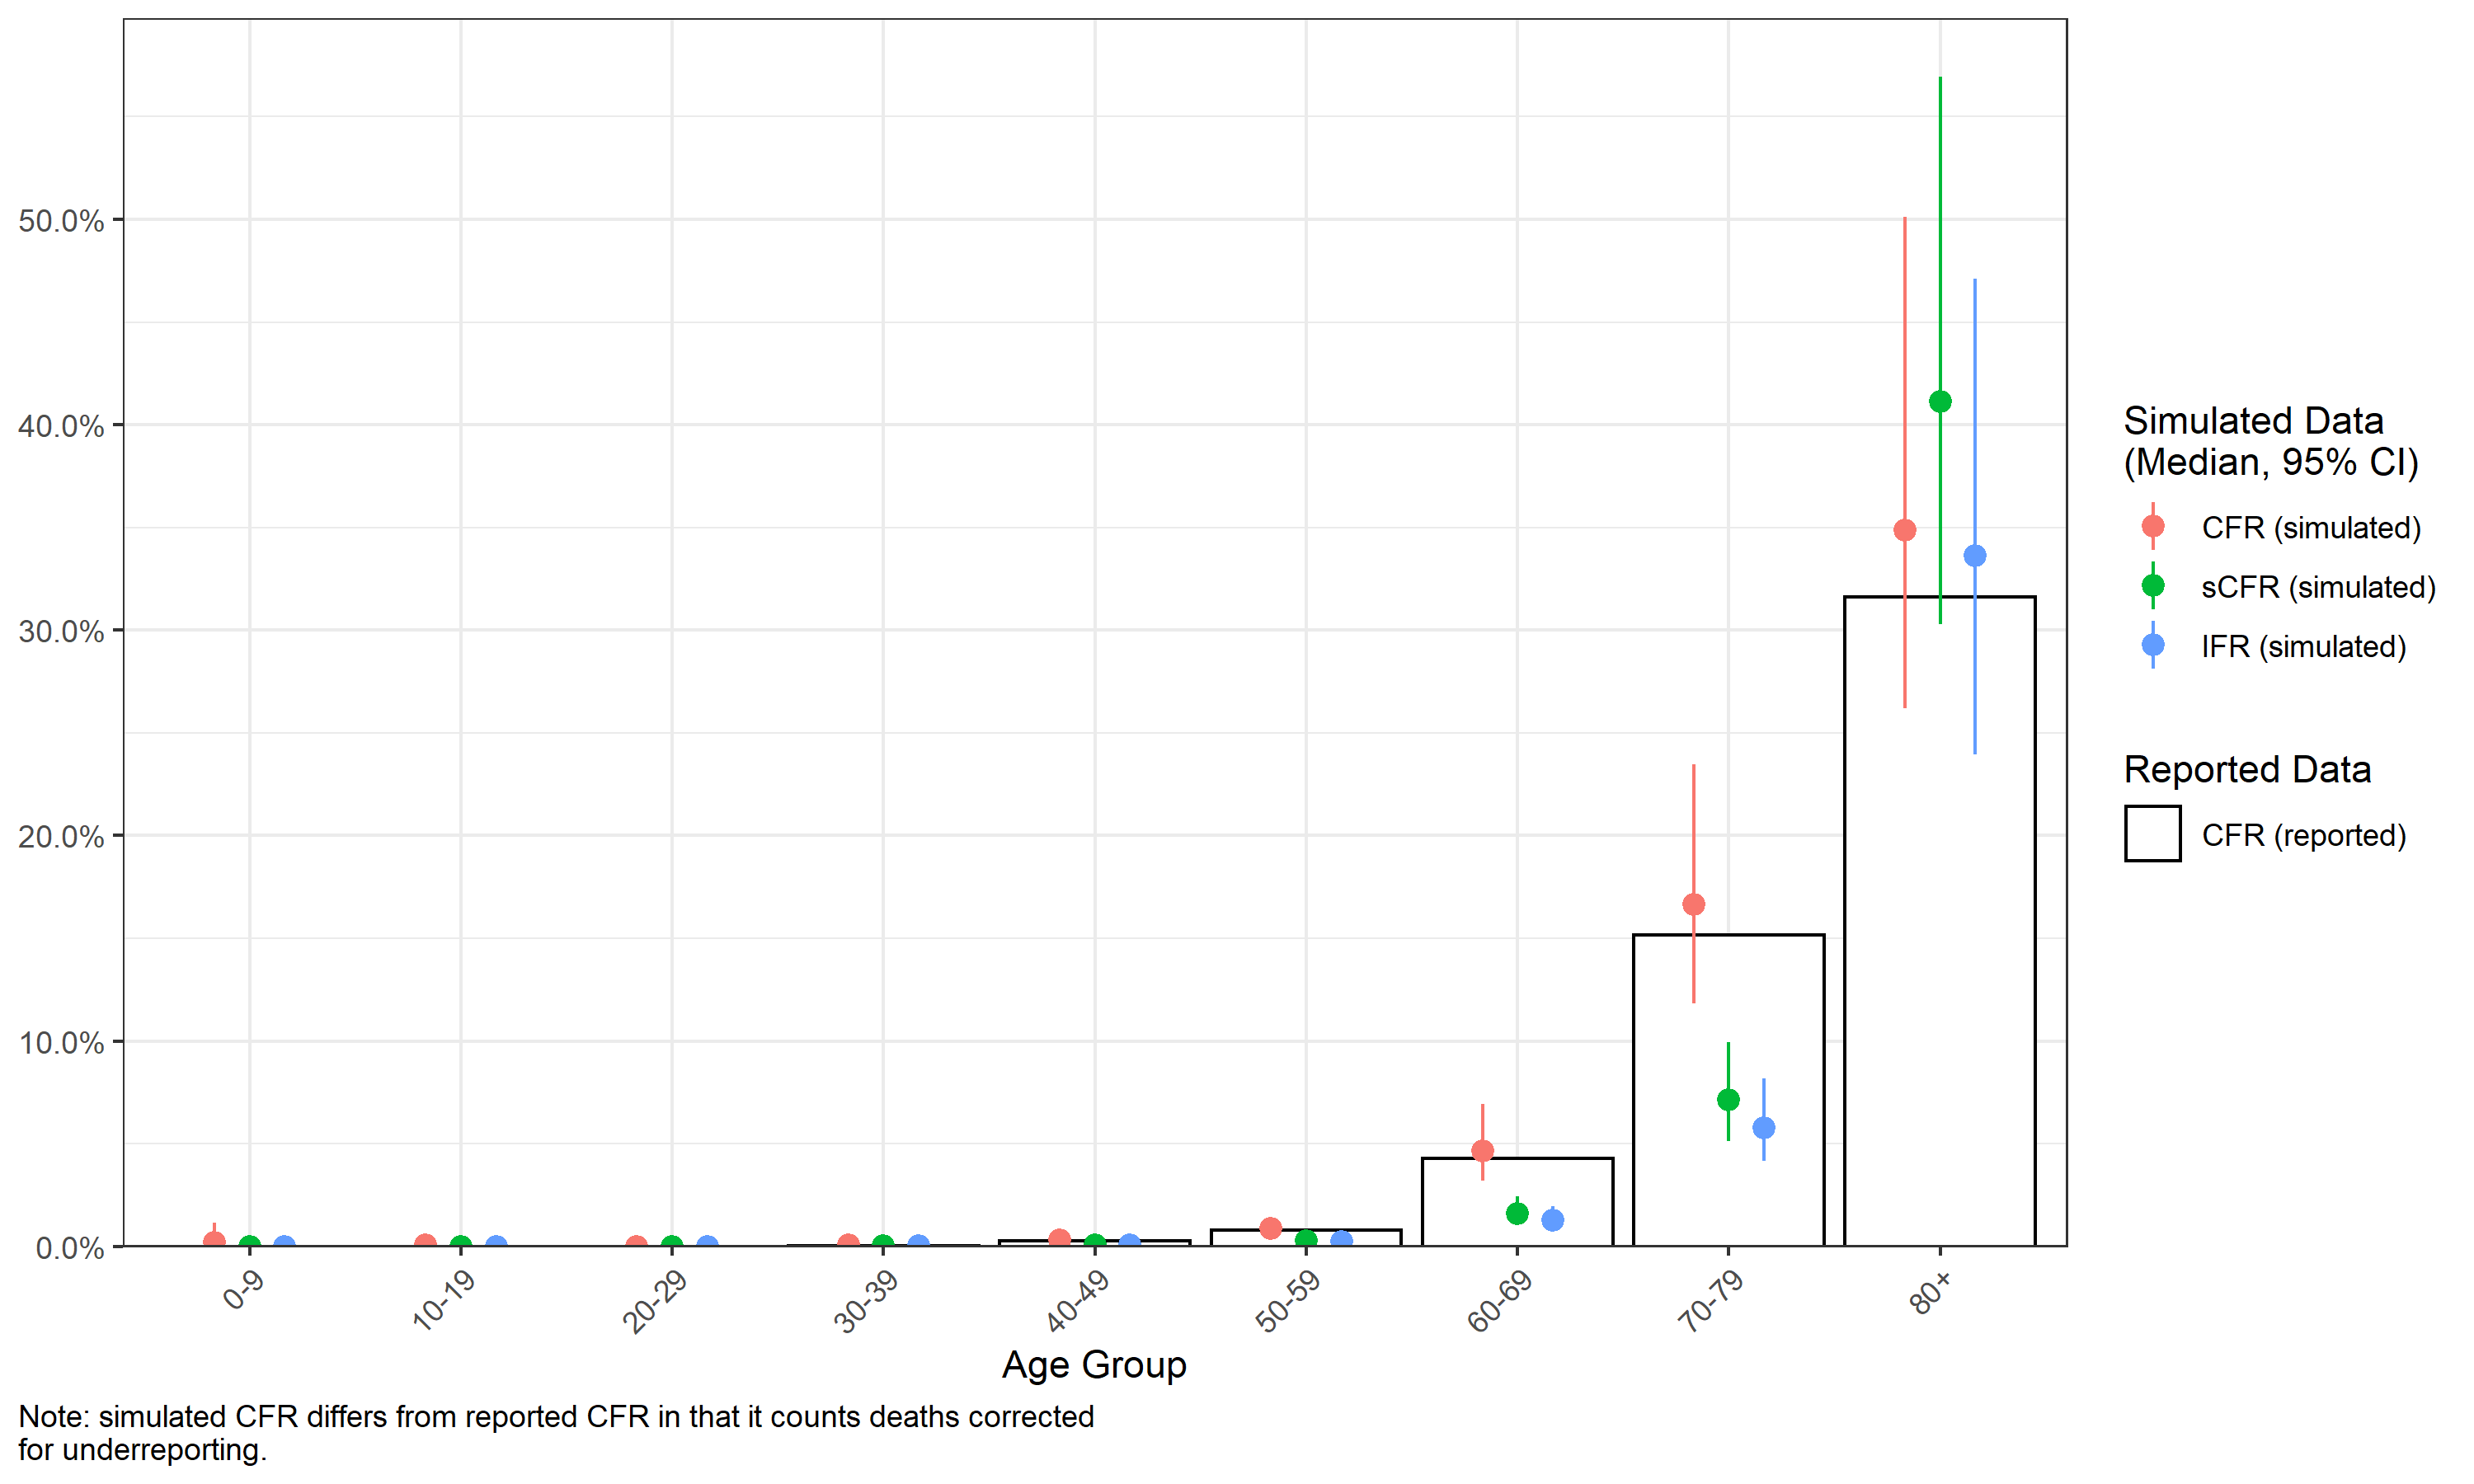 50.0%
40.0%
30.0%
20.0%
10.0%
0.0%
0-9
10-19
20-29
30-39
40-49
50-59
60-69
70-79
80+
Age Group
Simulated Data
(Median, 95% CI)
CFR (simulated)
sCFR (simulated)
IFR (simulated)
Reported Data
CFR (reported)
Note: simulated CFR differs from reported CFR in that it counts deaths corrected
for underreporting.